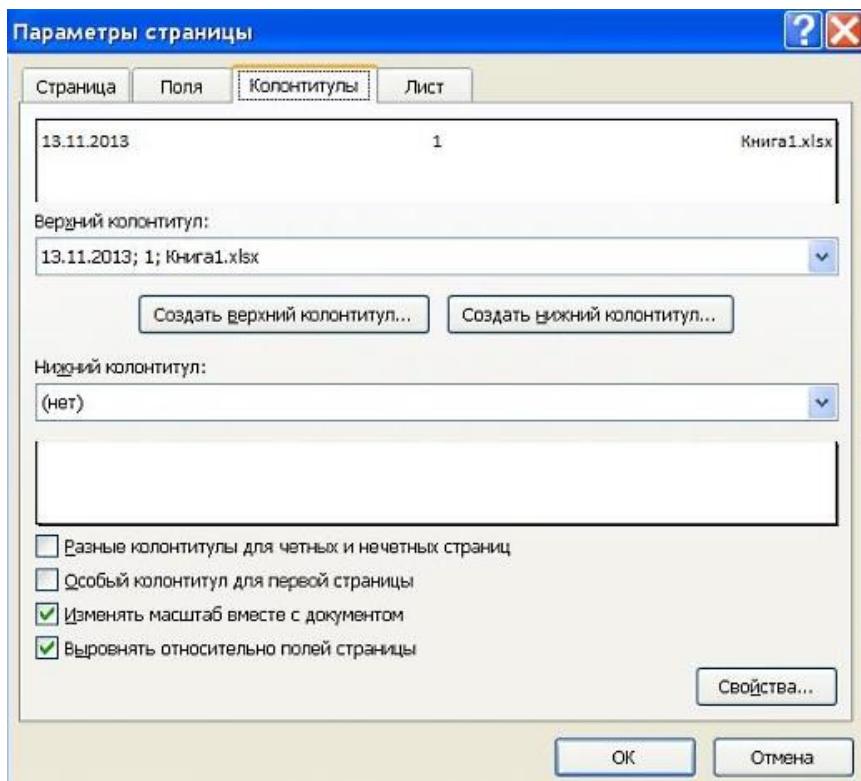 Параметры страницы
Страница Поля Колонтитулы Лист
13.11.2013 1 Книга1.xlsx
Верхний колонтитул:
13.11.2013; 1; Книга1.xlsx
Создать верхний колонтитул... Создать нижний колонтитул...
Нижний колонтитул:
(нет)
Разные колонтитулы для четных и нечетных страниц
Особый колонтитул для первой страницы
Изменять масштаб вместе с документом
Выровнять относительно полей страницы
Свойства...
ОК Отмена